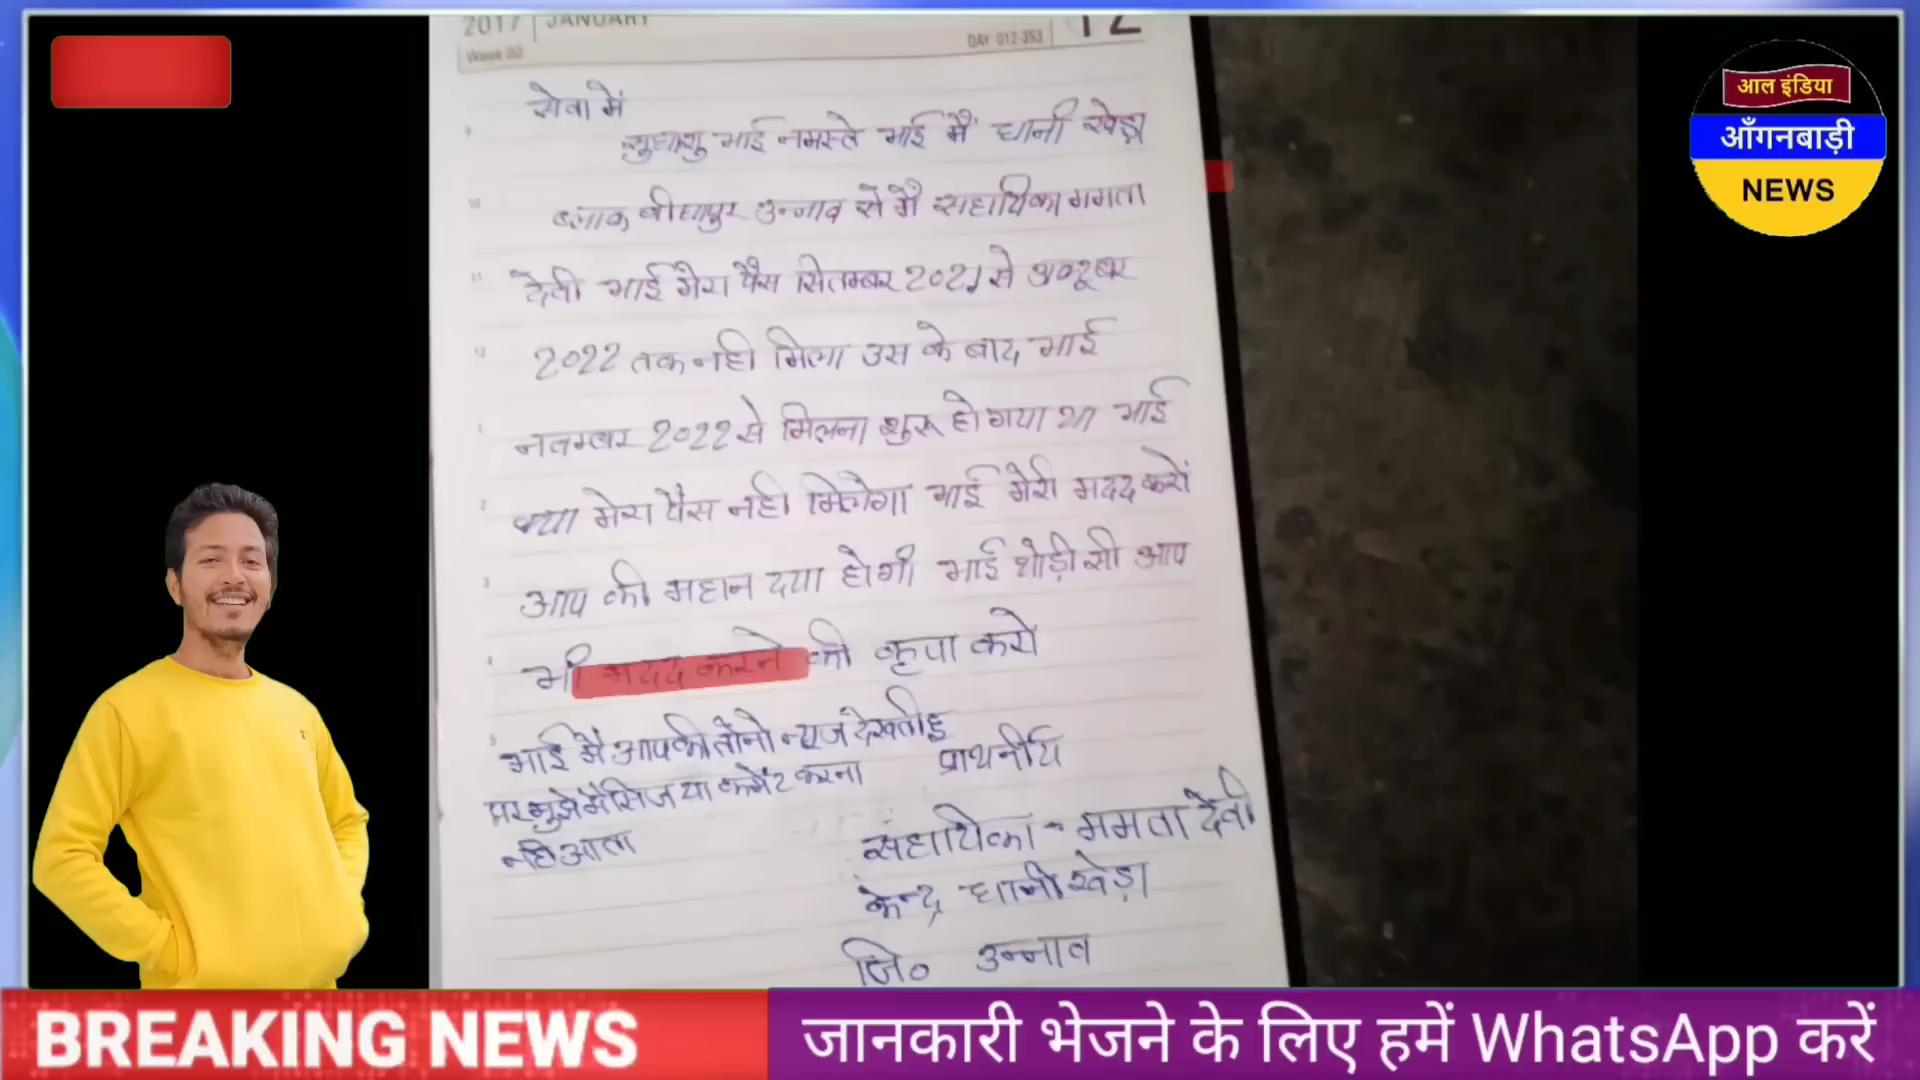 2017 JANUARY 12
Week 03 DAY 012-353
आल इंडिया
आँगनबाड़ी
NEWS
सेवा में
सुधाशु भाई नमस्ते भाई मैं धानी खेड़ा
ब्लाक बीघापुर उन्नाव से मै सहायिका ममता
देवी भाई मेरा पैस सितम्बर 2021 से अक्टूबर
2022 तक नही मिला उस के बाद भाई
नवम्बर 2022 से मिलना शुरू हो गया था भाई
क्या मेरा पैस नही मिलेगा भाई मेरी मदद करों
आप की महान दया होगी भाई थोड़ी सी आप
भी मदद करने की कृपा करो
भाई मै आपकी तोनो न्यूज देखती हू
पर मुझे मैसिज या कमेंट करना
नहि आता
प्राथनीय
सहायिका - ममता देवी
केन्द्र धानी खेड़ा
जि० उन्नाव
BREAKING NEWS
जानकारी भेजने के लिए हमें WhatsApp करें